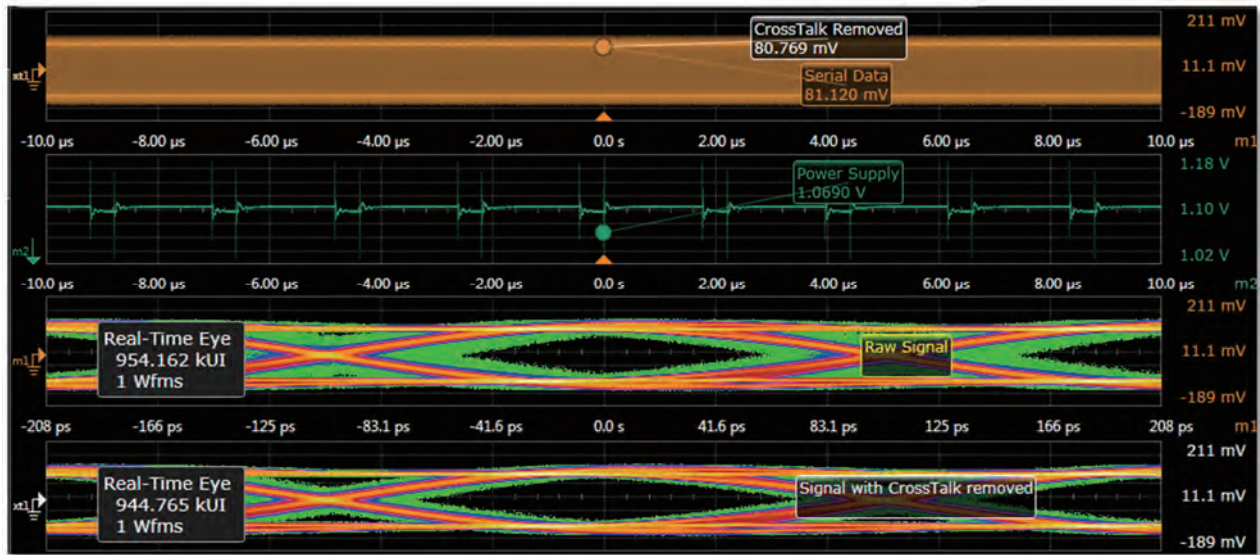 211 mV
CrossTalk Removed
80.769 mV
xt1
11.1 mV
Serial Data
81.120 mV
-189 mV
-10.0 µs -8.00 µs -6.00 µs -4.00 µs -2.00 µs 0.0 s 2.00 µs 4.00 µs 6.00 µs 8.00 µs 10.0 µs m1
1.18 V
Power Supply
1.0690 V
1.10 V
m2
1.02 V
-10.0 µs -8.00 µs -6.00 µs -4.00 µs -2.00 µs 0.0 s 2.00 µs 4.00 µs 6.00 µs 8.00 µs 10.0 µs m2
211 mV
Real-Time Eye
954.162 kUI
1 Wfms
m1
Raw Signal
11.1 mV
-189 mV
-208 ps -166 ps -125 ps -83.1 ps -41.6 ps 0.0 s 41.6 ps 83.1 ps 125 ps 166 ps 208 ps m1
211 mV
Real-Time Eye
944.765 kUI
1 Wfms
xt1
Signal with CrossTalk removed
11.1 mV
-189 mV